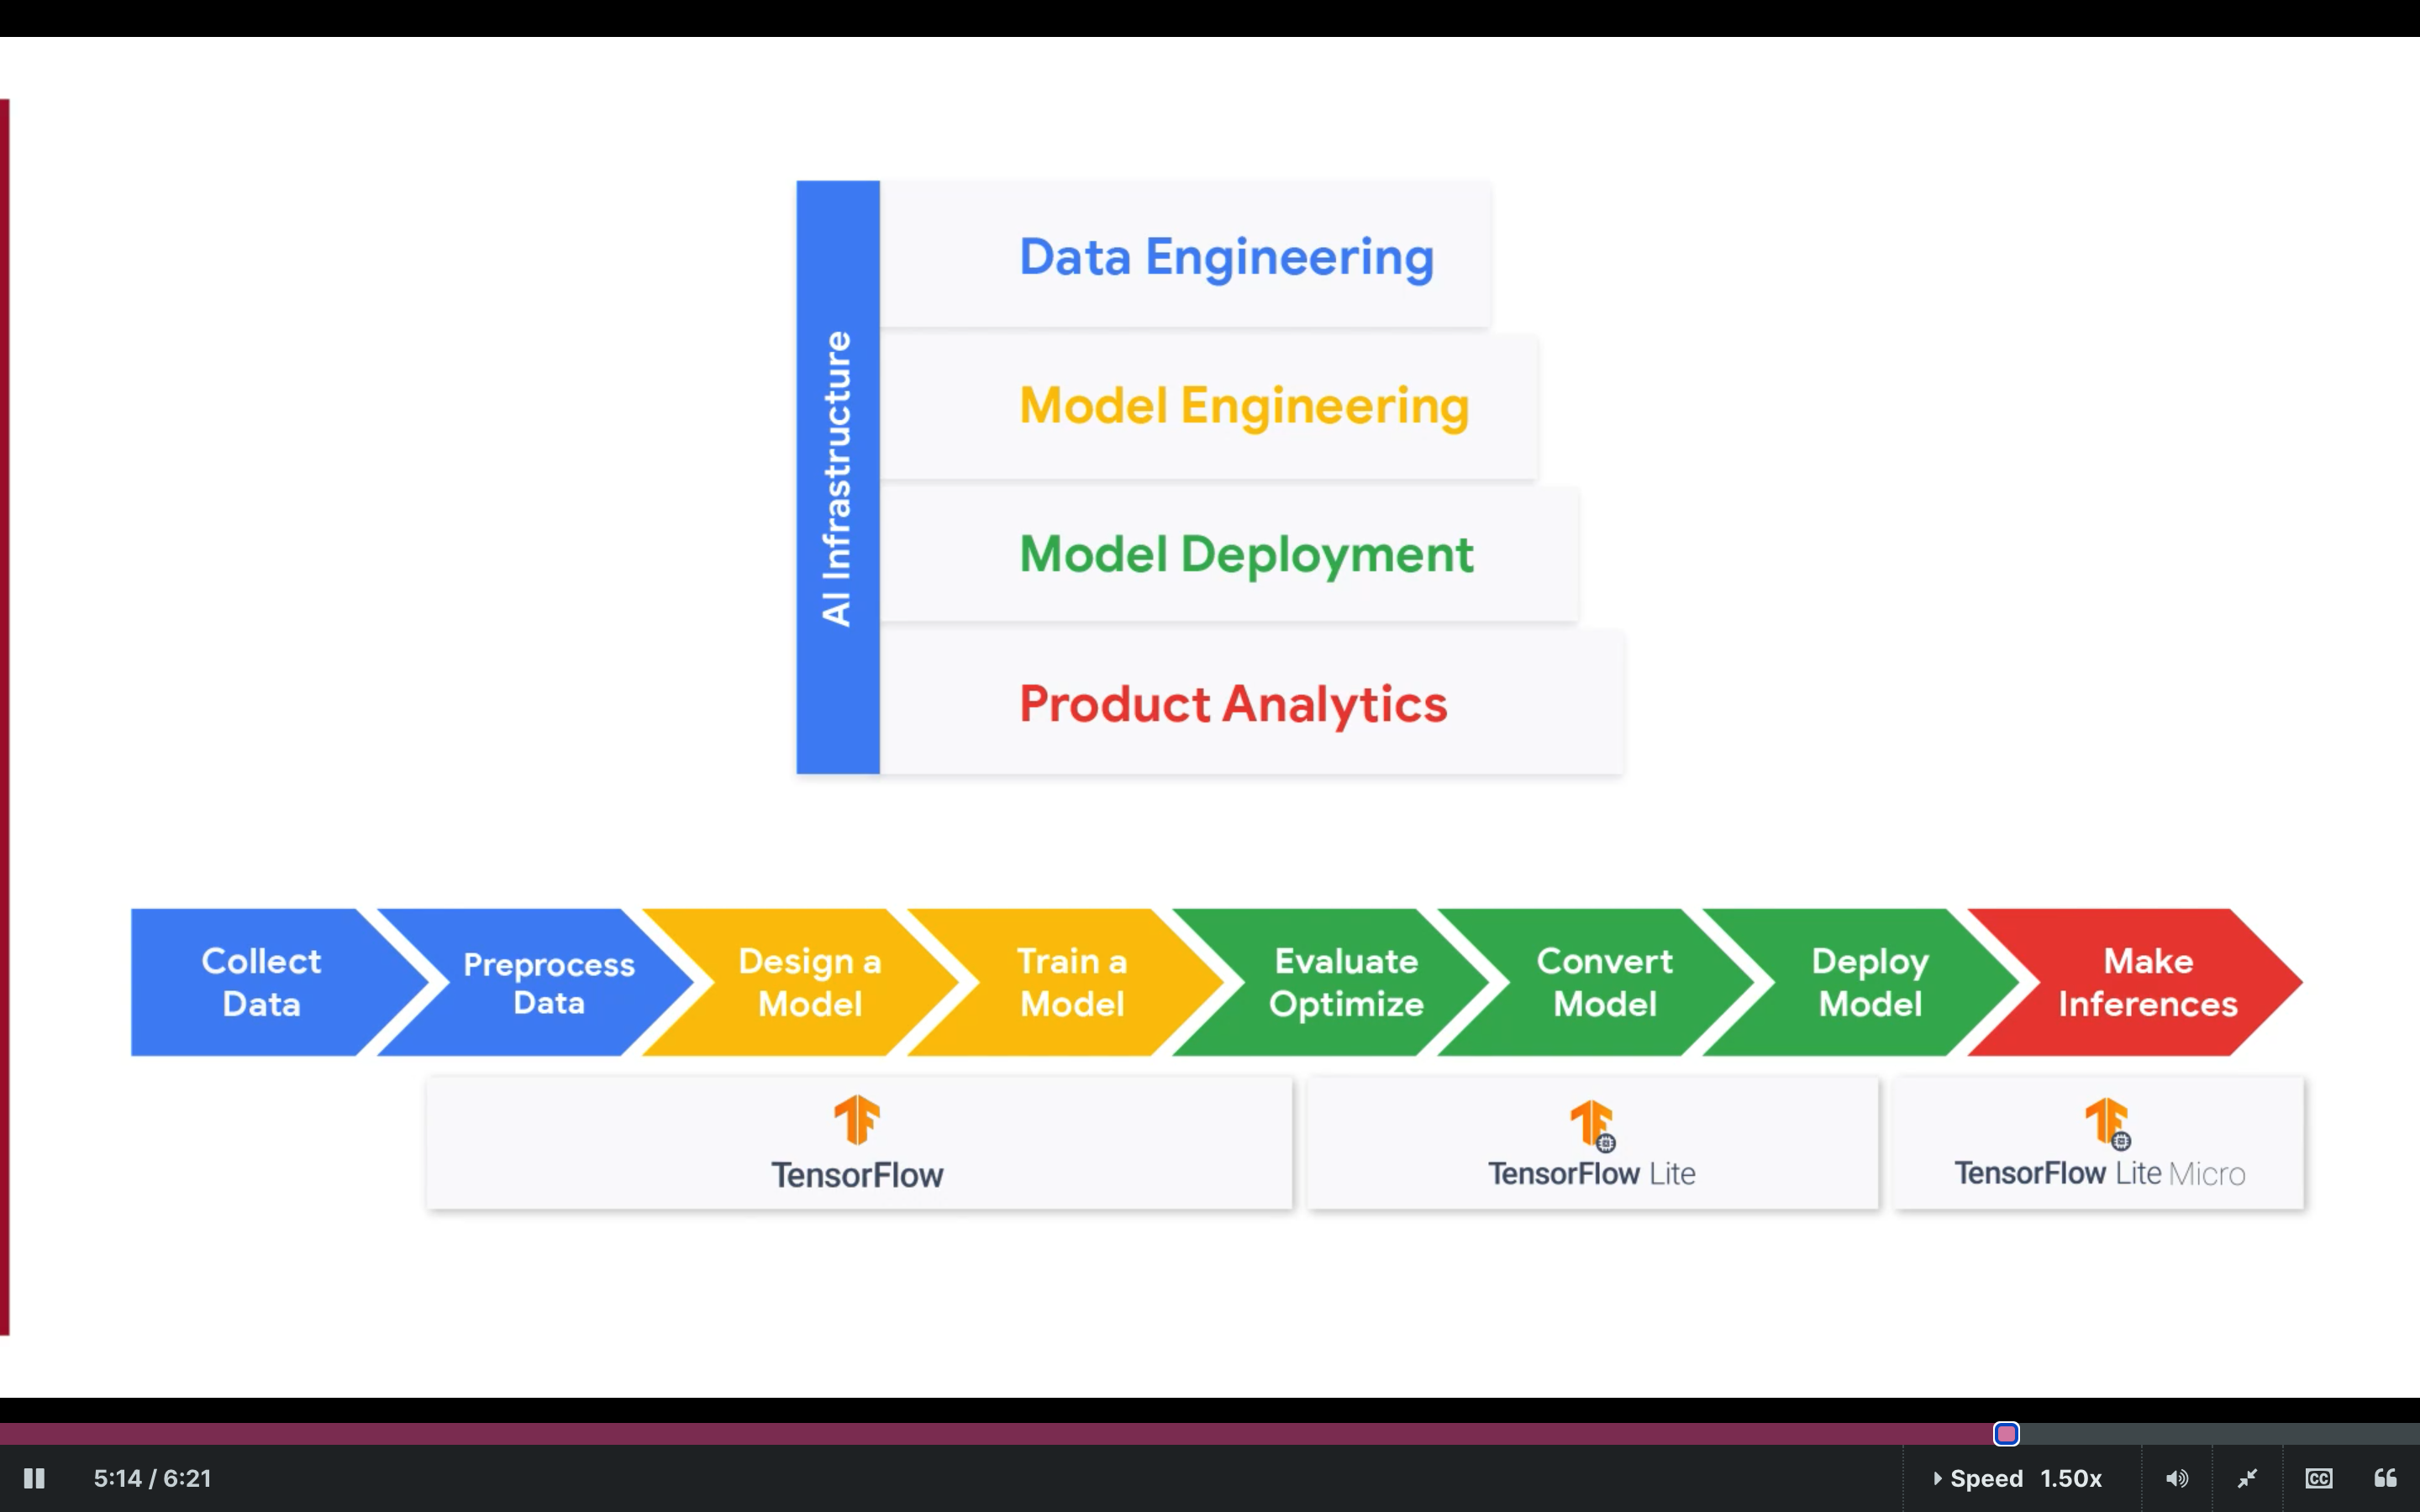 AI Infrastructure
Data Engineering
Model Engineering
Model Deployment
Product Analytics
Collect
Data
Preprocess
Data
Design a
Model
Train a
Model
Evaluate
Optimize
Convert
Model
Deploy
Model
Make
Inferences
TensorFlow
TensorFlow Lite
TensorFlow Lite Micro
5:14 / 6:21
Speed 1.50x
CC